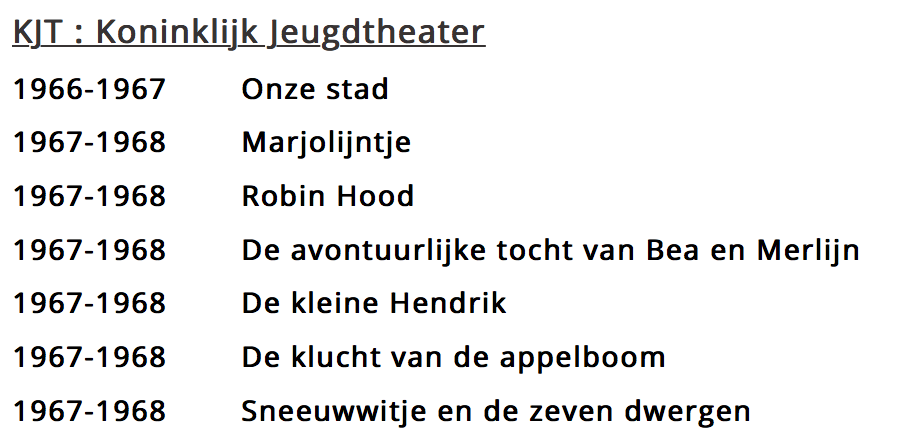 KJT : Koninklijk Jeugdtheater
1966-1967 Onze stad
1967-1968 Marjolijntje
1967-1968 Robin Hood
1967-1968 De avontuurlijke tocht van Bea en Merlijn
1967-1968 De kleine Hendrik
1967-1968 De klucht van de appelboom
1967-1968 Sneeuwwitje en de zeven dwergen